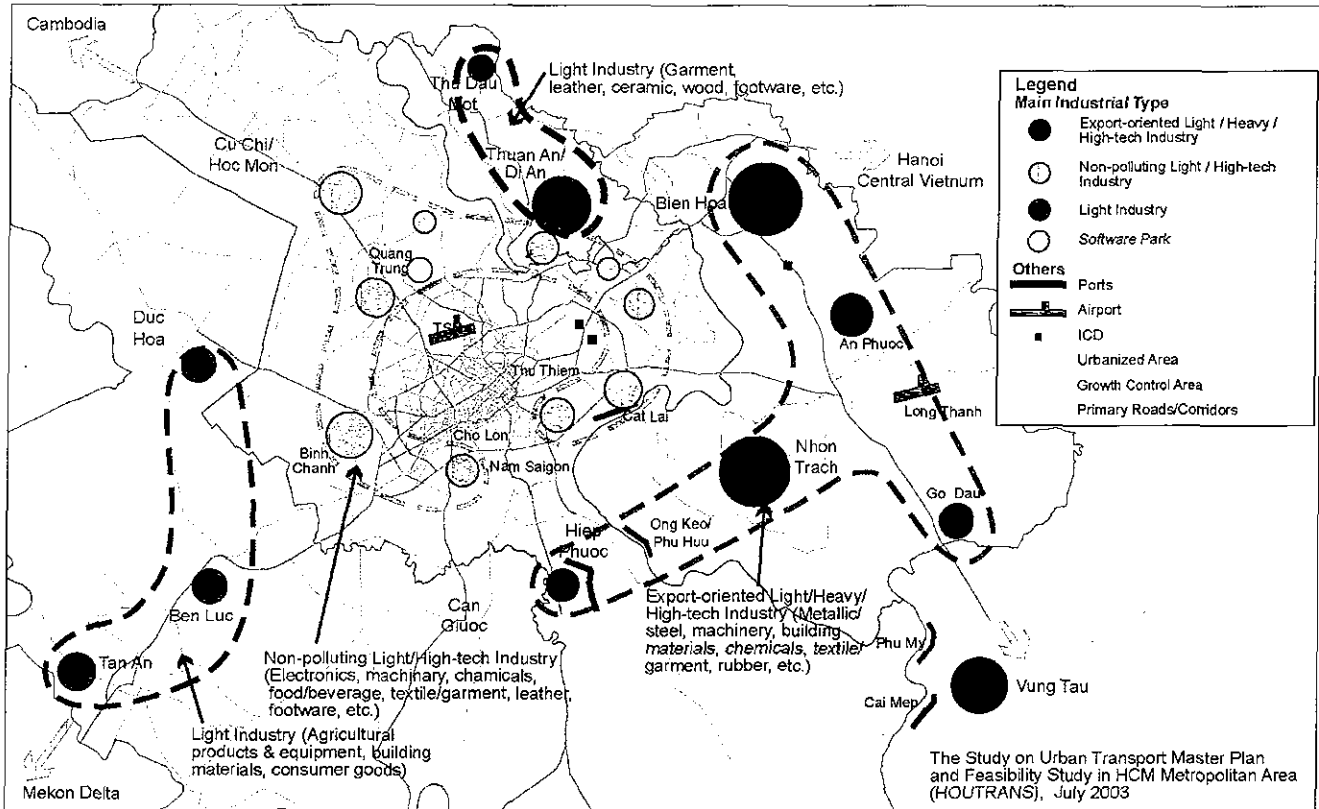 Cambodia
Thu Dau
Mot
Light Industry (Garment,
leather, ceramic, wood, footware, etc.)
Cu Chi/
Hoc Mon
Thuan An/
Di An
Bien Hoa
Hanoi
Central Vietnum
Quang
Trung
Duc
Hoa
An Phuoc
Thu Thiem
Long Thanh
Cat Lai
Cho Lon
Binh
Chanh
Nam Saigon
Nhon
Trach
Go Dau
Ong Keo/
Phu Huu
Hiep
Phuoc
Ben Luc
Can
Giuoc
Export-oriented Light/Heavy/
High-tech Industry (Metallic/
steel, machinery, building
materials, chemicals, textile/
garment, rubber, etc.)
Phu My
Tan An
Non-polluting Light/High-tech Industry
(Electronics, machinary, chamicals,
food/beverage, textile/garment, leather,
footware, etc.)
Vung Tau
Cai Mep
Light Industry (Agricultural
products & equipment, building
materials, consumer goods)
Mekon Delta
The Study on Urban Transport Master Plan
and Feasibility Study in HCM Metropolitan Area
(HOUTRANS), July 2003
Legend
Main Industrial Type
Export-oriented Light / Heavy /
High-tech Industry
Non-polluting Light / High-tech
Industry
Light Industry
Software Park
Others
Ports
Airport
ICD
Urbanized Area
Growth Control Area
Primary Roads/Corridors